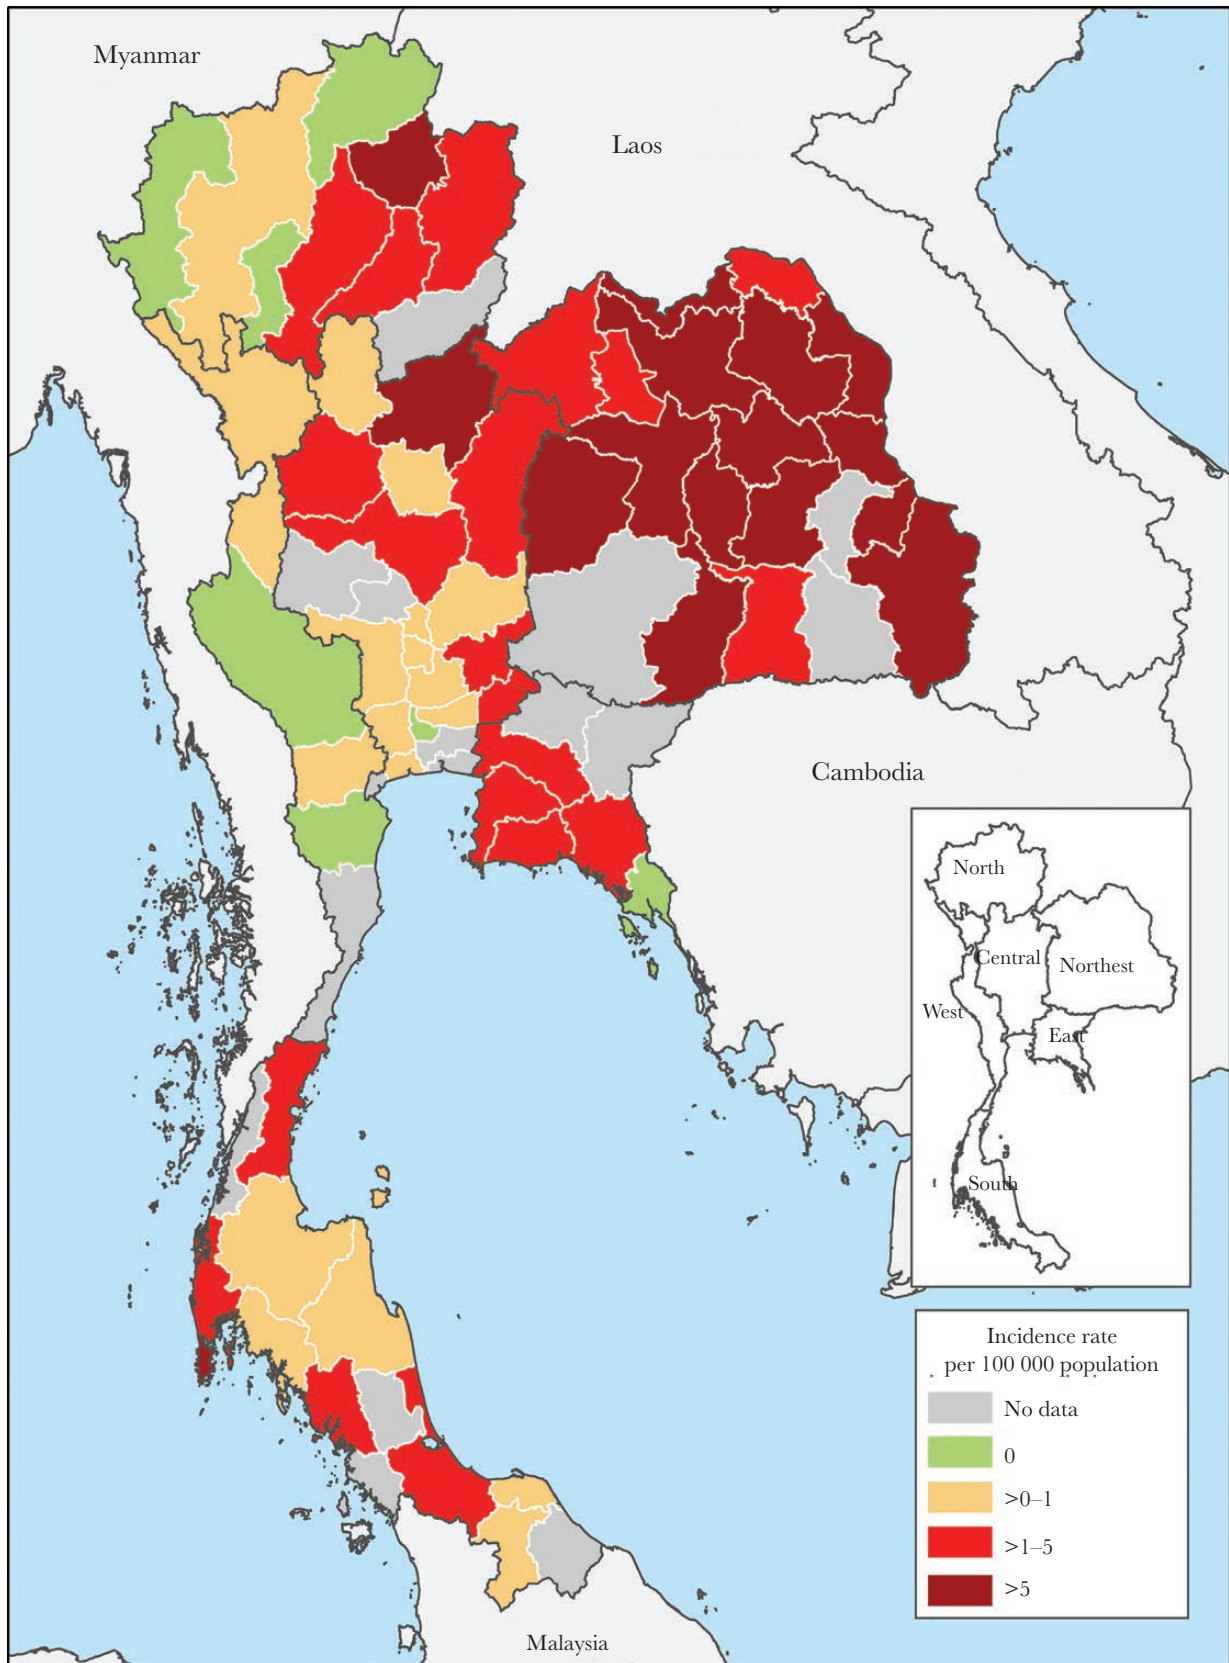 Myanmar
Laos
Cambodia
North
Central
Northest
West
East
South
Incidence rate
per 100 000 population
No data
0
>0–1
>1–5
>5
Malaysia